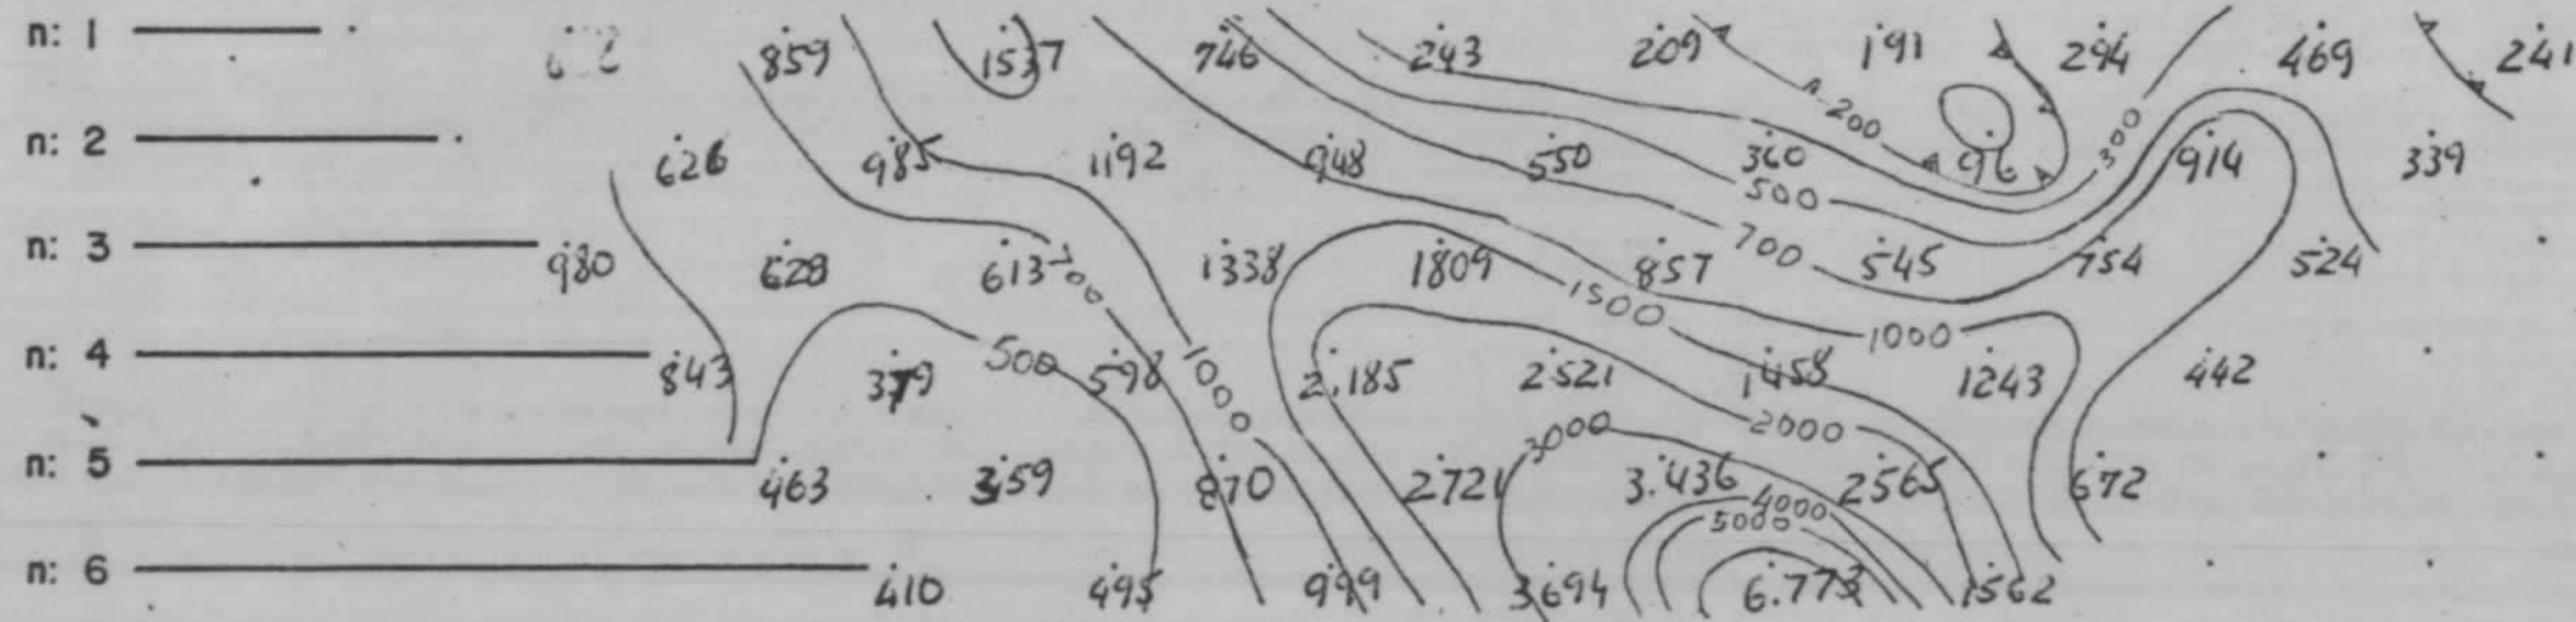 n: 1 859 1537 746 243 209 191 294 469 241
200
n: 2 626 985 1192 948 550 360 96 300 914 339
500
n: 3 980 628 613 700 1338 1809 857 700 545 754 524
1500 1000
n: 4 843 379 500 598 1000 2.185 2521 1458 1243 442
3000 2000
n: 5 463 359 870 2721 3.436 2565 672
4000
5000
n: 6 410 495 999 3694 6.773 1562